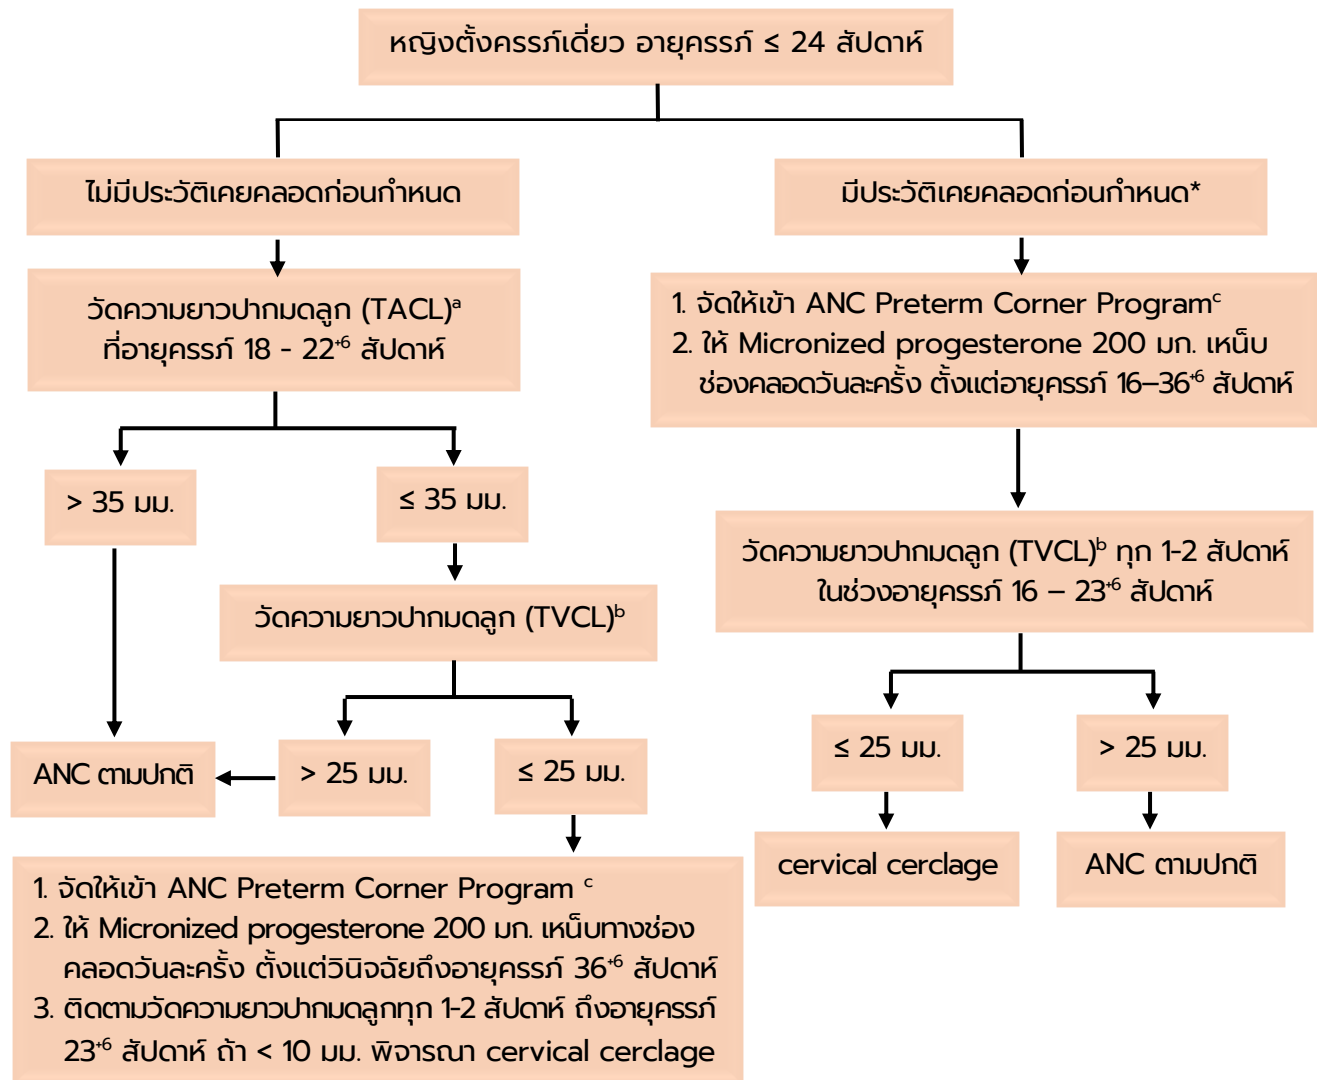 หญิงตั้งครรภ์เดี่ยว อายุครรภ์ ≤ 24 สัปดาห์
ไม่มีประวัติเคยคลอดก่อนกำหนด
มีประวัติเคยคลอดก่อนกำหนด*
วัดความยาวปากมดลูก (TACL)ᵃ
ที่อายุครรภ์ 18 - 22⁺⁶ สัปดาห์
1. จัดให้เข้า ANC Preterm Corner Programᶜ
2. ให้ Micronized progesterone 200 มก. เหน็บ
ช่องคลอดวันละครั้ง ตั้งแต่อายุครรภ์ 16–36⁺⁶ สัปดาห์
> 35 มม.
≤ 35 มม.
วัดความยาวปากมดลูก (TVCL)ᵇ ทุก 1-2 สัปดาห์
ในช่วงอายุครรภ์ 16 – 23⁺⁶ สัปดาห์
วัดความยาวปากมดลูก (TVCL)ᵇ
ANC ตามปกติ
> 25 มม.
≤ 25 มม.
≤ 25 มม.
> 25 มม.
cervical cerclage
ANC ตามปกติ
1. จัดให้เข้า ANC Preterm Corner Program ᶜ
2. ให้ Micronized progesterone 200 มก. เหน็บทางช่อง
คลอดวันละครั้ง ตั้งแต่วินิจฉัยถึงอายุครรภ์ 36⁺⁶ สัปดาห์
3. ติดตามวัดความยาวปากมดลูกทุก 1-2 สัปดาห์ ถึงอายุครรภ์
23⁺⁶ สัปดาห์ ถ้า < 10 มม. พิจารณา cervical cerclage